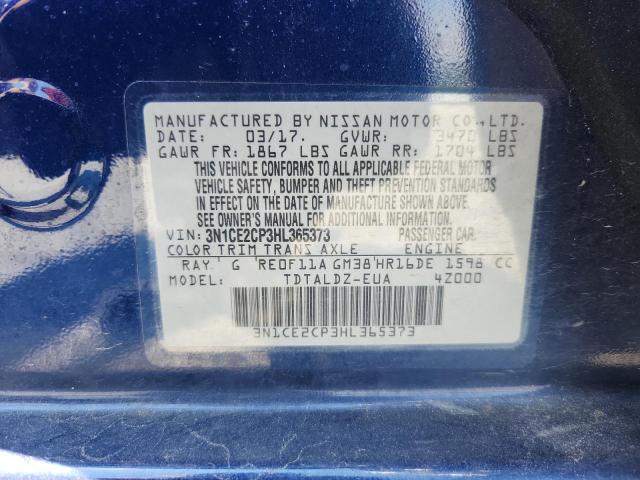 MANUFACTURED BY NISSAN MOTOR CO., LTD.
DATE: 03/17. GVWR: 3470 LBS
GAWR FR: 1867 LBS GAWR RR: 1704 LBS
THIS VEHICLE CONFORMS TO ALL APPLICABLE FEDERAL MOTOR
VEHICLE SAFETY, BUMPER AND THEFT PREVENTION STANDARDS
IN EFFECT ON THE DATE OF MANUFACTURE SHOWN ABOVE.
SEE OWNER'S MANUAL FOR ADDITIONAL INFORMATION.
VIN: 3N1CE2CP3HL365373 PASSENGER CAR.
COLOR TRIM TRANS AXLE ENGINE
RAY G RE0F11A GM38 HR16DE 1598 CC
MODEL: TDTALDZ-EUA 4Z000
3N1CE2CP3HL365373